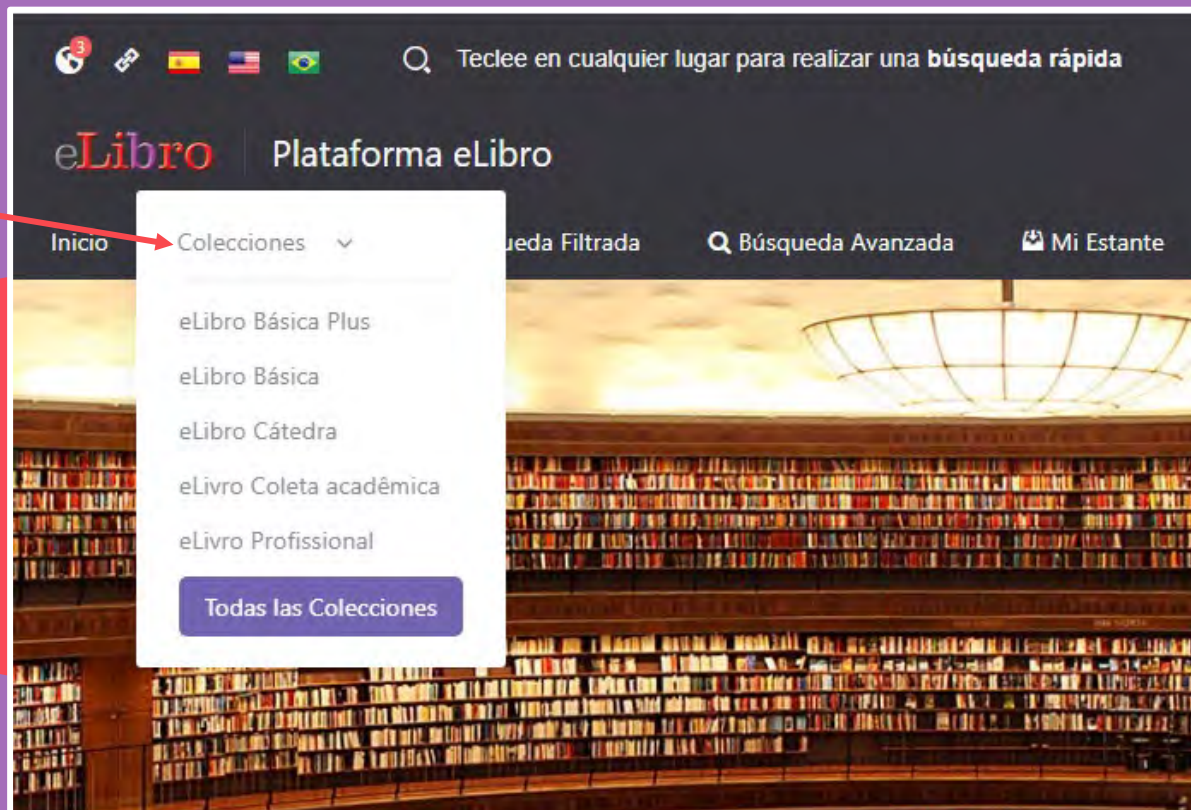 3
Teclee en cualquier lugar para realizar una búsqueda rápida
eLibro Plataforma eLibro
Inicio Colecciones ueda Filtrada Búsqueda Avanzada Mi Estante
eLibro Básica Plus
eLibro Básica
eLibro Cátedra
eLivro Coleta acadêmica
eLivro Profissional
Todas las Colecciones